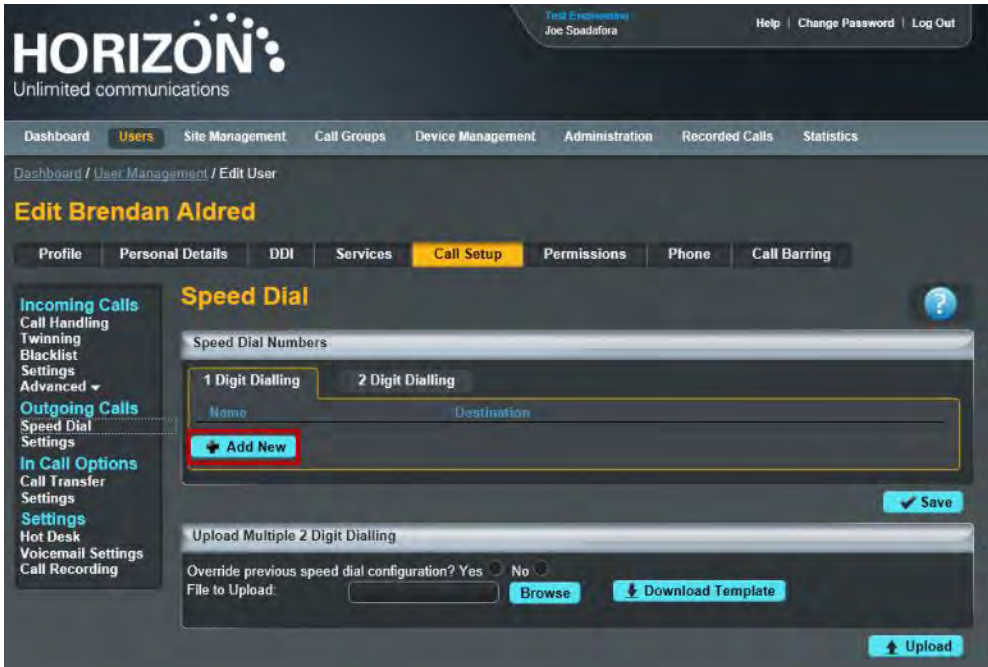 Test Engineering
Joe Spadafora
Help | Change Password | Log Out
HORIZON
Unlimited communications
Dashboard Users Site Management Call Groups Device Management Administration Recorded Calls Statistics
Dashboard / User Management / Edit User
Edit Brendan Aldred
Profile Personal Details DDI Services Call Setup Permissions Phone Call Barring
Incoming Calls
Call Handling
Twinning
Blacklist
Settings
Advanced
Outgoing Calls
Speed Dial
Settings
In Call Options
Call Transfer
Settings
Settings
Hot Desk
Voicemail Settings
Call Recording
Speed Dial
?
Speed Dial Numbers
1 Digit Dialling 2 Digit Dialling
Name Destination
Add New
Save
Upload Multiple 2 Digit Dialling
Override previous speed dial configuration? Yes No
File to Upload: Browse Download Template
Upload